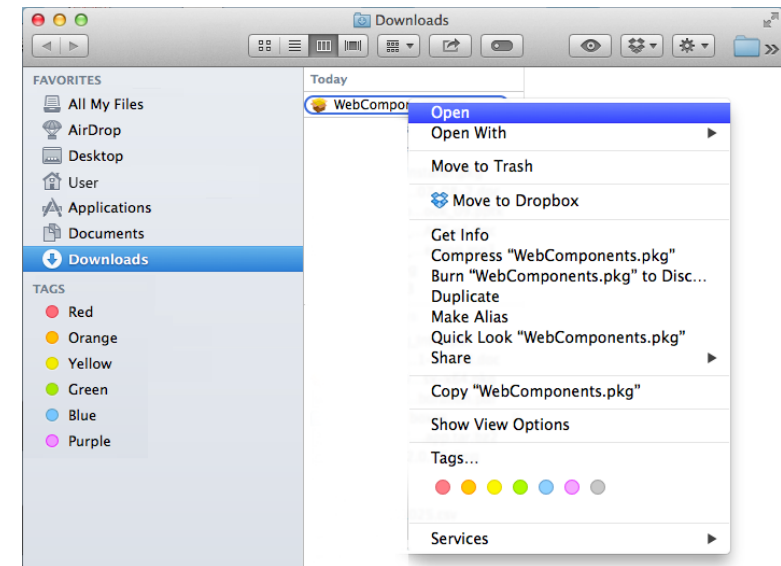 Downloads
FAVORITES
All My Files
AirDrop
Desktop
User
Applications
Documents
Downloads
TAGS
Red
Orange
Yellow
Green
Blue
Purple
Today
WebCompo
Open
Open With
Move to Trash
Move to Dropbox
Get Info
Compress “WebComponents.pkg”
Burn “WebComponents.pkg” to Disc...
Duplicate
Make Alias
Quick Look “WebComponents.pkg”
Share
Copy “WebComponents.pkg”
Show View Options
Tags...
Services